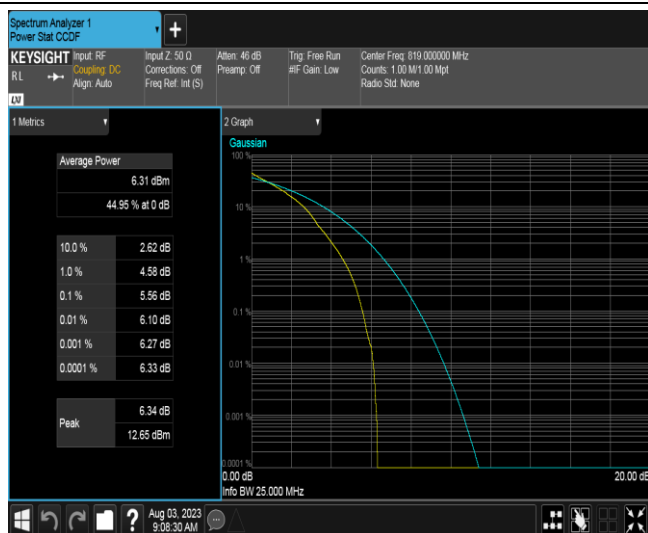 Spectrum Analyzer 1
Power Stat CCDF
+
KEYSIGHT
RL
LXI
Input: RF
Coupling: DC
Align: Auto
Input Z: 50 Ω
Corrections: Off
Freq Ref: Int (S)
Atten: 46 dB
Preamp: Off
Trig: Free Run
#IF Gain: Low
Center Freq: 819.000000 MHz
Counts: 1.00 M/1.00 Mpt
Radio Std: None
1 Metrics
Average Power
6.31 dBm
44.95 % at 0 dB
10.0 % 2.62 dB
1.0 % 4.58 dB
0.1 % 5.56 dB
0.01 % 6.10 dB
0.001 % 6.27 dB
0.0001 % 6.33 dB
Peak
6.34 dB
12.65 dBm
2 Graph
Gaussian
100 %
10 %
1 %
0.1 %
0.01 %
0.001 %
0.0001 %
0.00 dB 20.00 dB
Info BW 25.000 MHz
?
Aug 03, 2023
9:08:30 AM